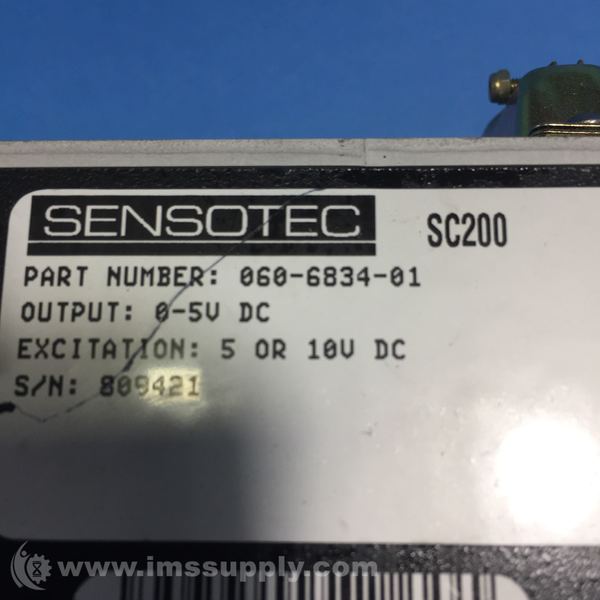 SENSOTEC SC200
PART NUMBER: 060-6834-01
OUTPUT: 0-5V DC
EXCITATION: 5 OR 10V DC
S/N: 809421
www.imssupply.com